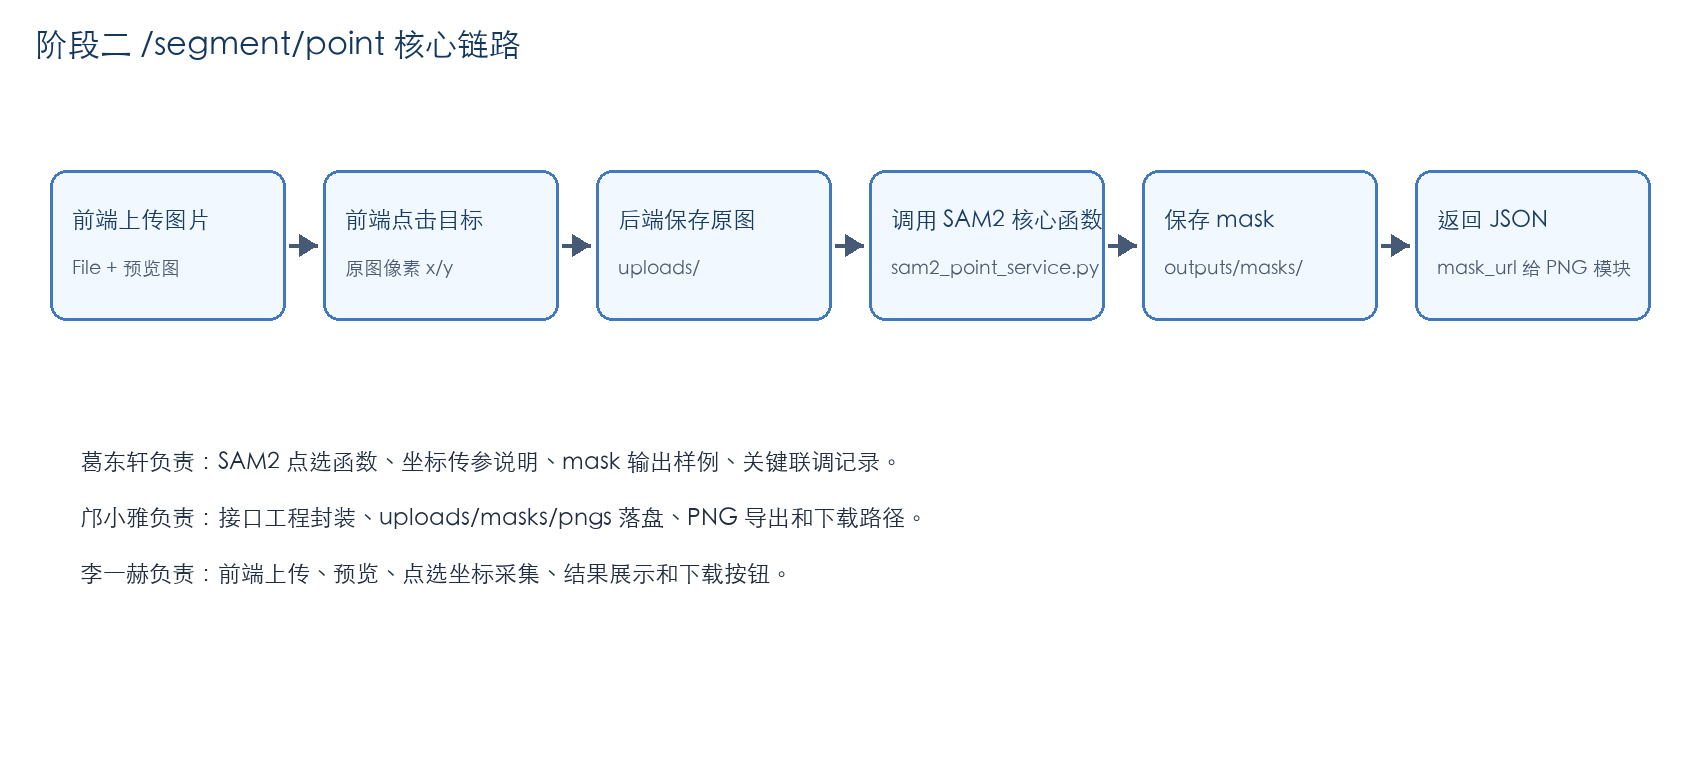 阶段二 /segment/point 核心链路
前端上传图片
File + 预览图
前端点击目标
原图像素 x/y
后端保存原图
uploads/
调用 SAM2 核心函数
sam2_point_service.py
保存 mask
outputs/masks/
返回 JSON
mask_url 给 PNG 模块
葛东轩负责：SAM2 点选函数、坐标传参说明、mask 输出样例、关键联调记录。
邝小雅负责：接口工程封装、uploads/masks/pngs 落盘、PNG 导出和下载路径。
李一赫负责：前端上传、预览、点选坐标采集、结果展示和下载按钮。